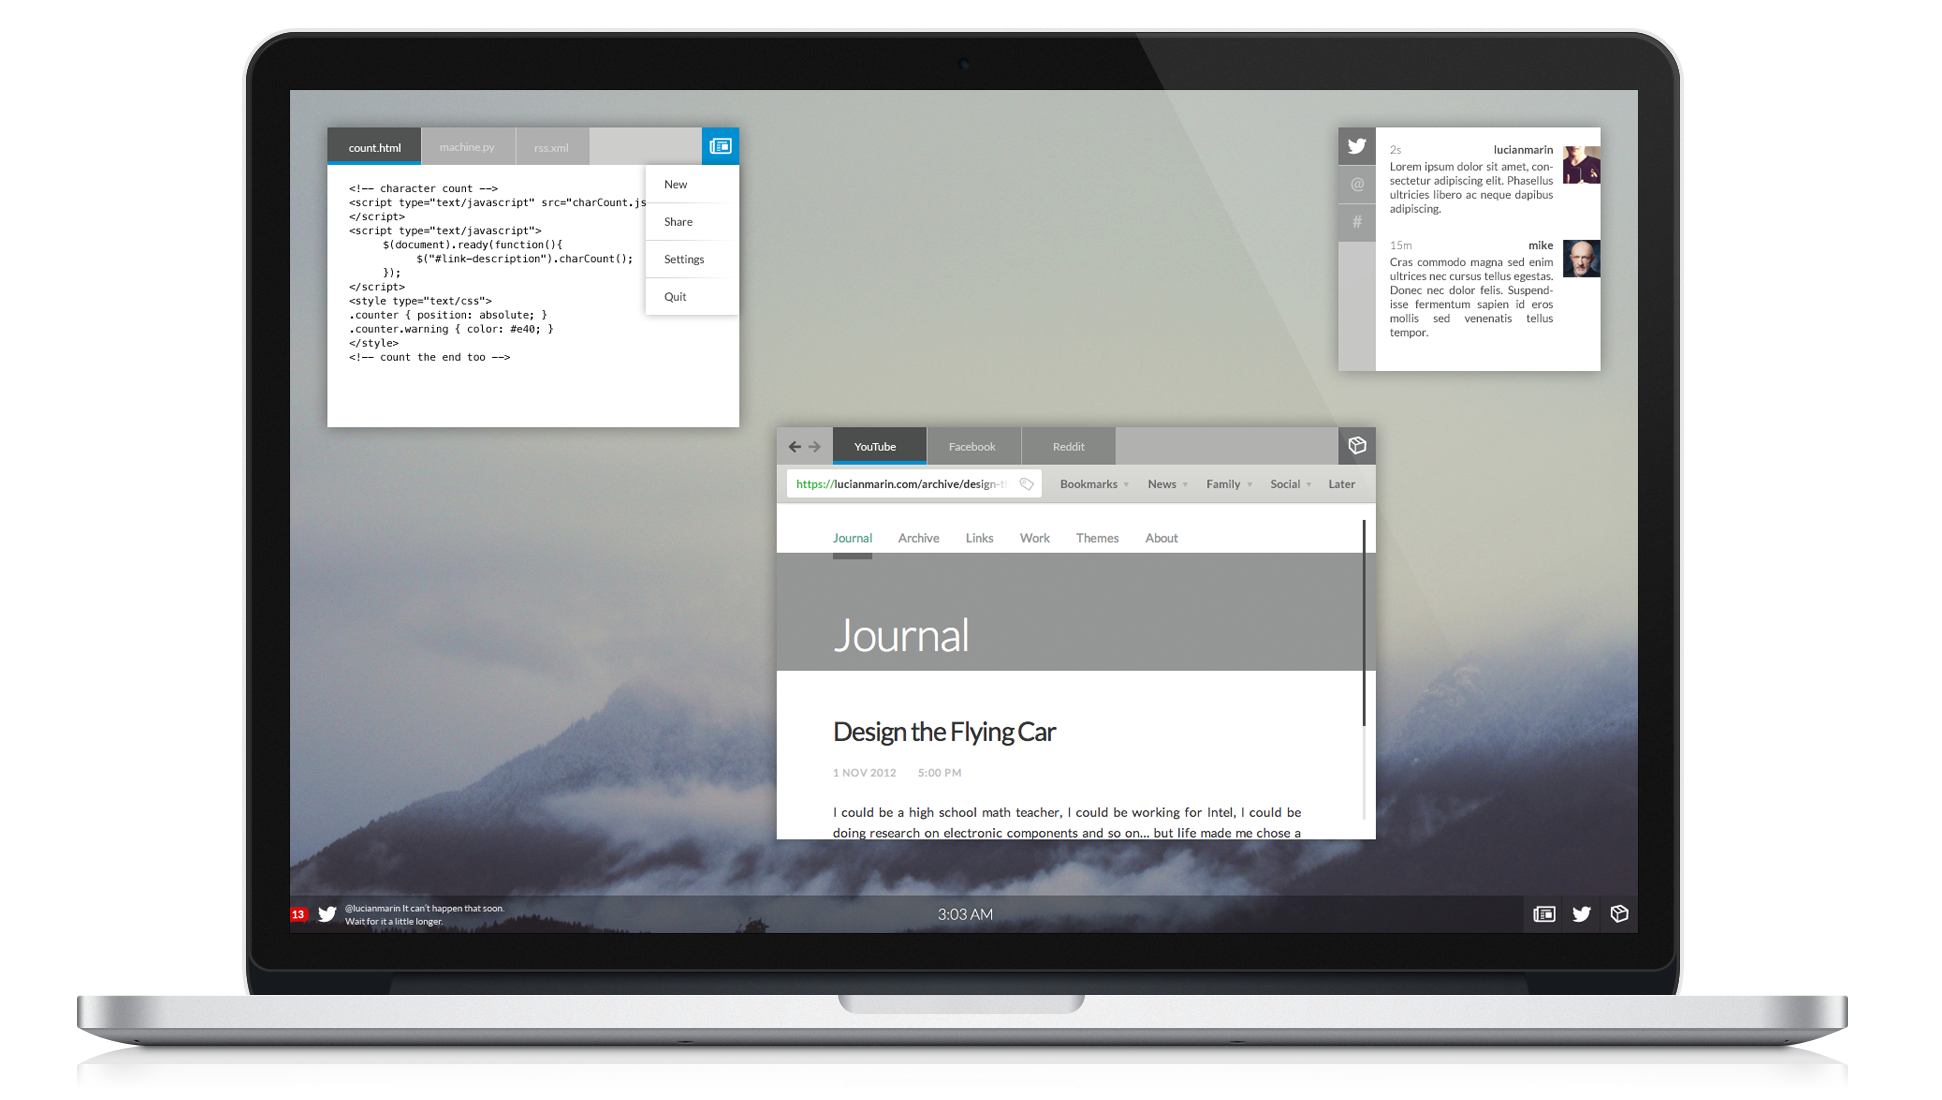 count.html
machine.py
rss.xml
<!-- character count -->
<script type="text/javascript" src="charCount.js
</script>
<script type="text/javascript">
$(document).ready(function(){
$("#link-description").charCount();
});
</script>
<style type="text/css">
.counter { position: absolute; }
.counter.warning { color: #e40; }
</style>
<!-- count the end too -->
New
Share
Settings
Quit
@
#
2s lucianmarin
Lorem ipsum dolor sit amet, con-
sectetur adipiscing elit. Phasellus
ultricies libero ac neque dapibus
adipiscing.
15m mike
Cras commodo magna sed enim
ultrices nec cursus tellus egestas.
Donec nec dolor felis. Suspend-
isse fermentum sapien id eros
mollis sed venenatis tellus
tempor.
YouTube
Facebook
Reddit
https://lucianmarin.com/archive/design-t
Bookmarks
News
Family
Social
Later
Journal
Archive
Links
Work
Themes
About
Journal
Design the Flying Car
1 NOV 2012 5:00 PM
I could be a high school math teacher, I could be working for Intel, I could be
doing research on electronic components and so on... but life made me chose a
13
@lucianmarin It can't happen that soon.
Wait for it a little longer.
3:03 AM